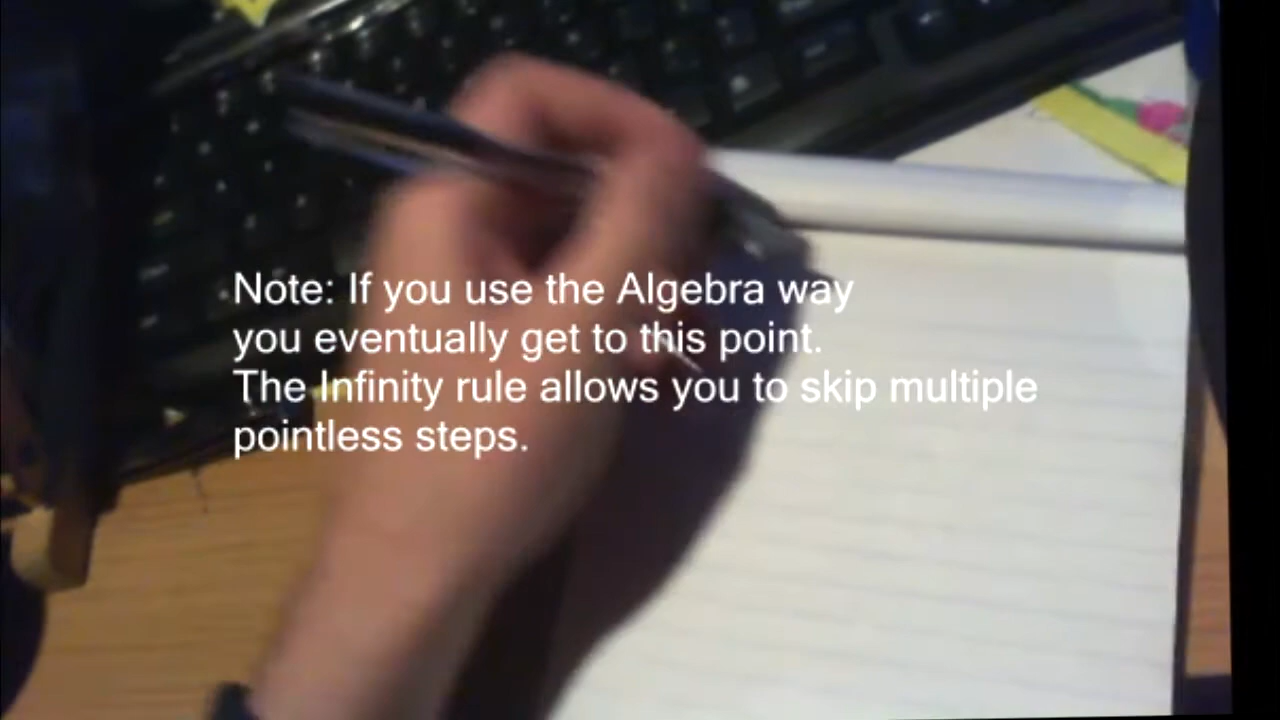 Note: If you use the Algebra way
you eventually get to this point.
The Infinity rule allows you to skip multiple
pointless steps.